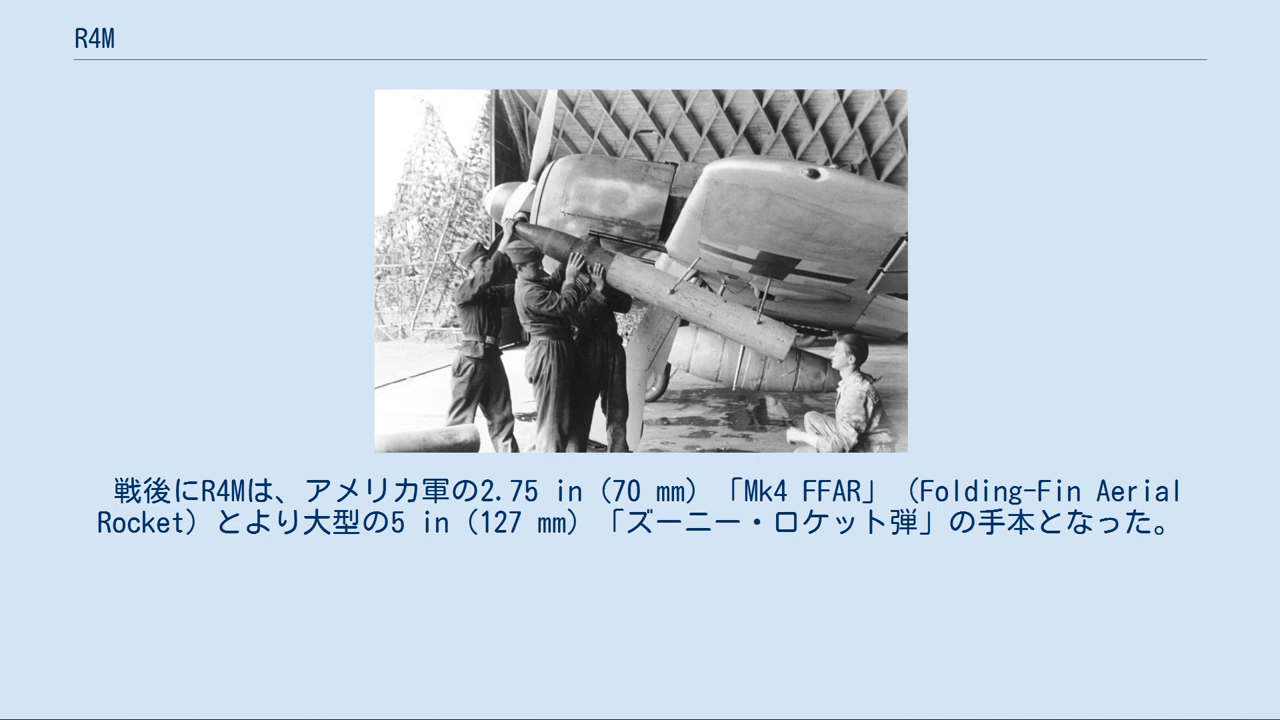 R4M
戦後にR4Mは、アメリカ軍の2.75 in（70 mm）「Mk4 FFAR」（Folding-Fin Aerial
Rocket）とより大型の5 in（127 mm）「ズーニー・ロケット弾」の手本となった。